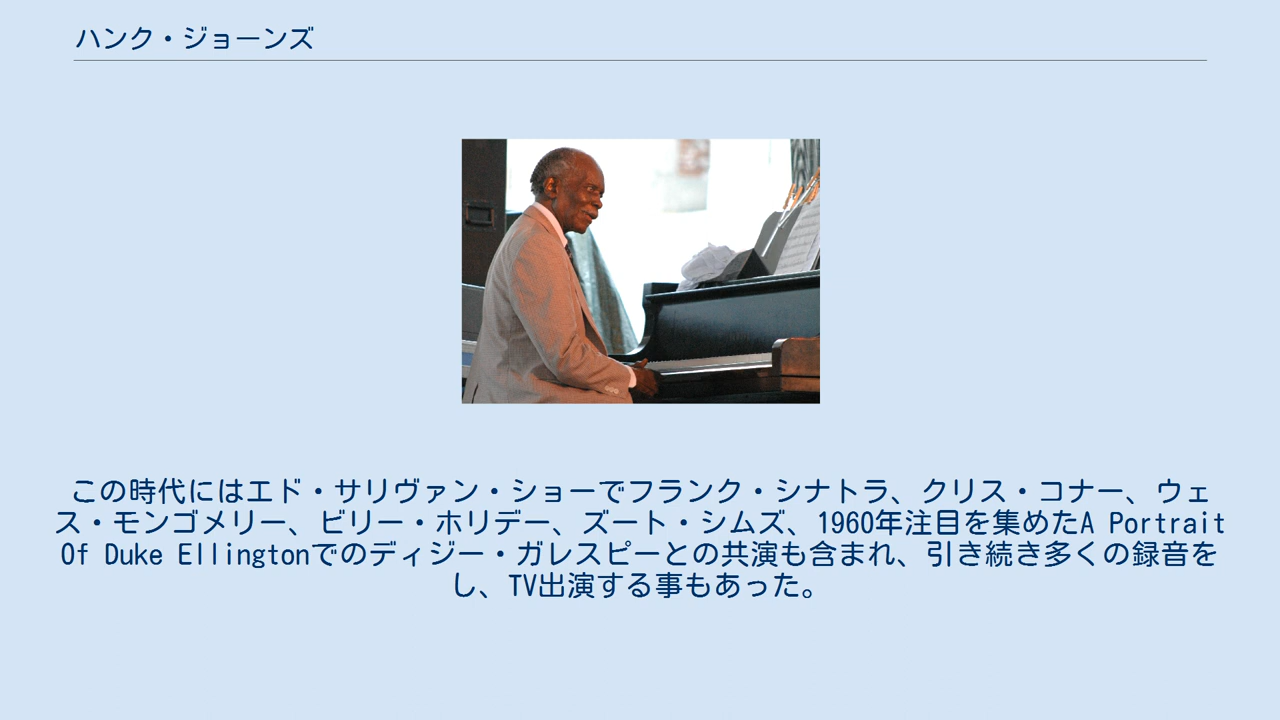 ハンク・ジョーンズ
この時代にはエド・サリヴァン・ショーでフランク・シナトラ、クリス・コナー、ウェ
ス・モンゴメリー、ビリー・ホリデー、ズート・シムズ、1960年注目を集めたA Portrait
Of Duke Ellingtonでのディジー・ガレスピーとの共演も含まれ、引き続き多くの録音を
し、TV出演する事もあった。